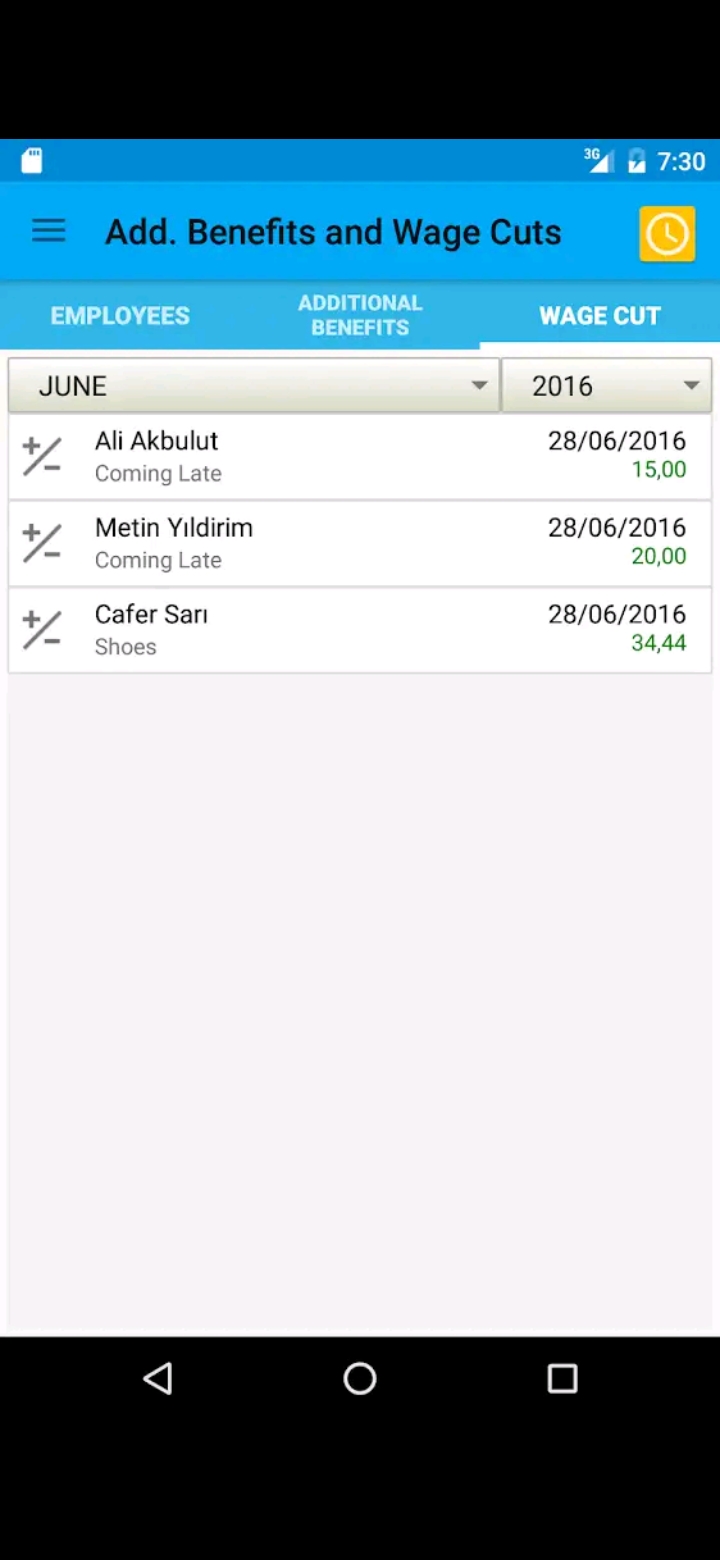 3G 7:30
Add. Benefits and Wage Cuts
EMPLOYEES
ADDITIONAL
BENEFITS
WAGE CUT
JUNE 2016
Ali Akbulut 28/06/2016
Coming Late 15,00
Metin Yıldirim 28/06/2016
Coming Late 20,00
Cafer Sarı 28/06/2016
Shoes 34,44